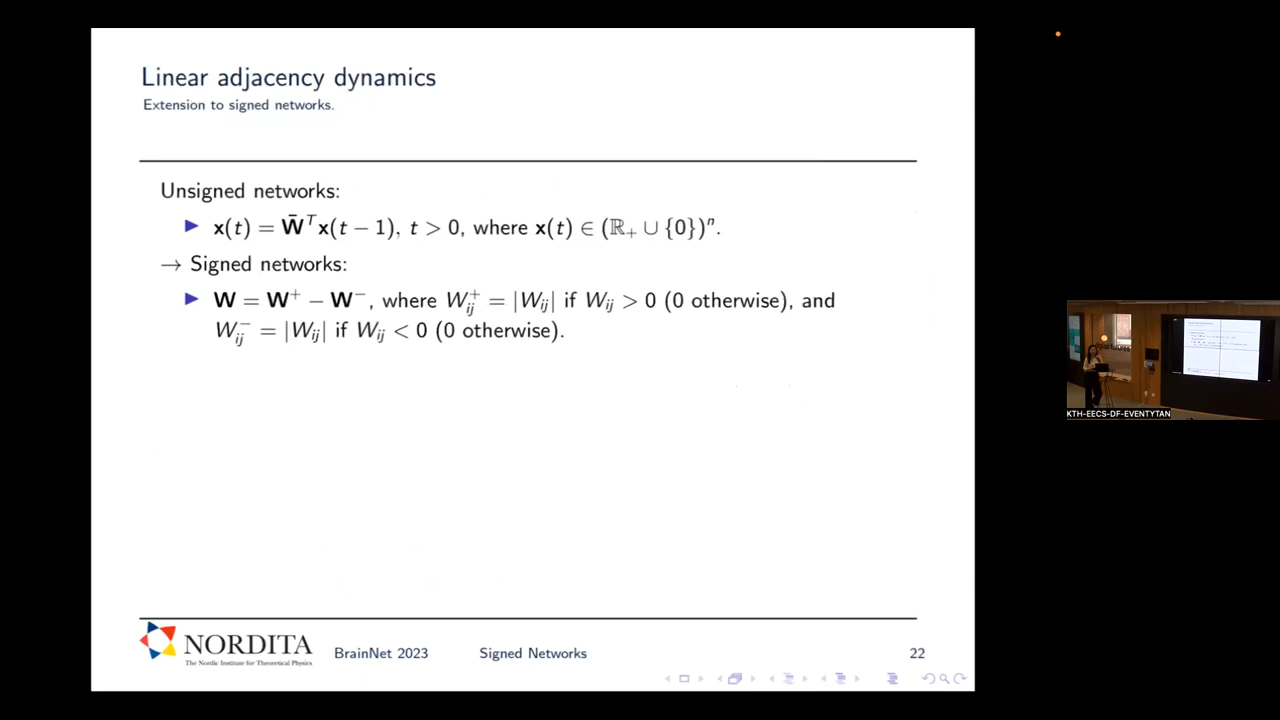 Linear adjacency dynamics
Extension to signed networks.
Unsigned networks:
▶ x(t) = W̄ᵀx(t − 1), t > 0, where x(t) ∈ (ℝ₊ ∪ {0})ⁿ.
→ Signed networks:
▶ W = W⁺ − W⁻, where W⁺ᵢⱼ = |Wᵢⱼ| if Wᵢⱼ > 0 (0 otherwise), and
W⁻ᵢⱼ = |Wᵢⱼ| if Wᵢⱼ < 0 (0 otherwise).
KTH-EECS-DF-EVENTYTAN
NORDITA
The Nordic Institute for Theoretical Physics
BrainNet 2023 Signed Networks 22